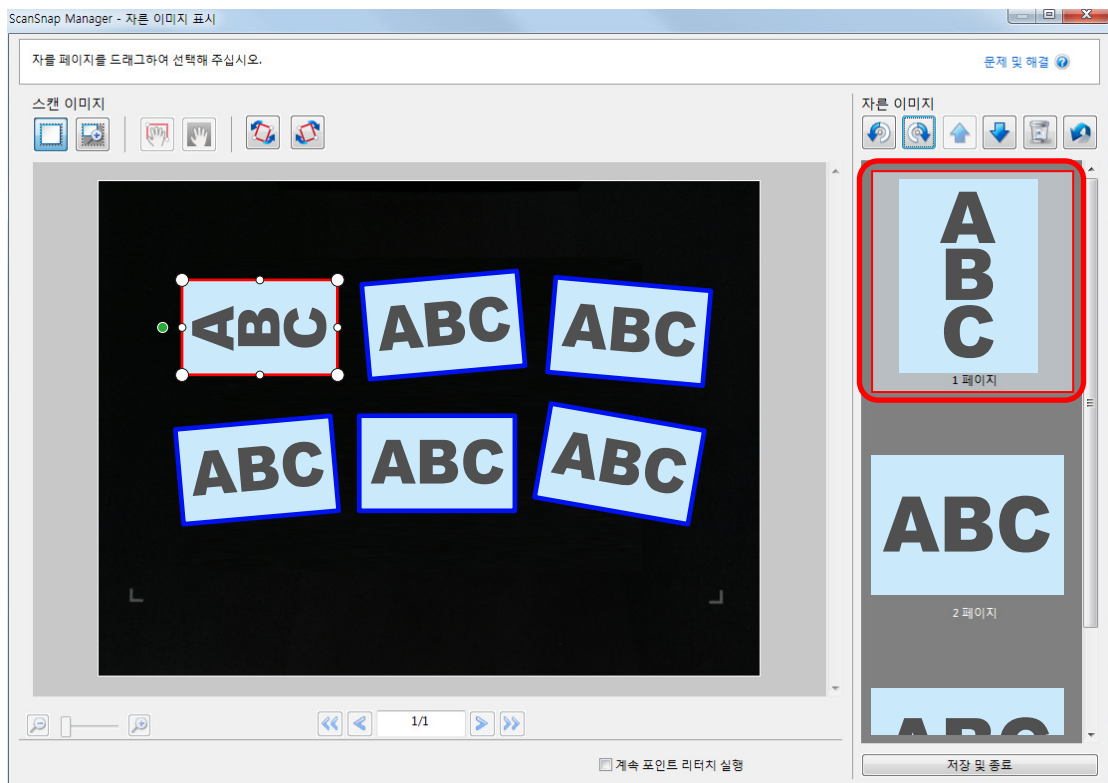 ScanSnap Manager - 자른 이미지 표시
자를 페이지를 드래그하여 선택해 주십시오.
문제 및 해결
스캔 이미지
자른 이미지
A
B
C
1 페이지
ABC
ABC
ABC
ABC
ABC
ABC
ABC
2 페이지
ABC
1/1
계속 포인트 리터치 실행
저장 및 종료